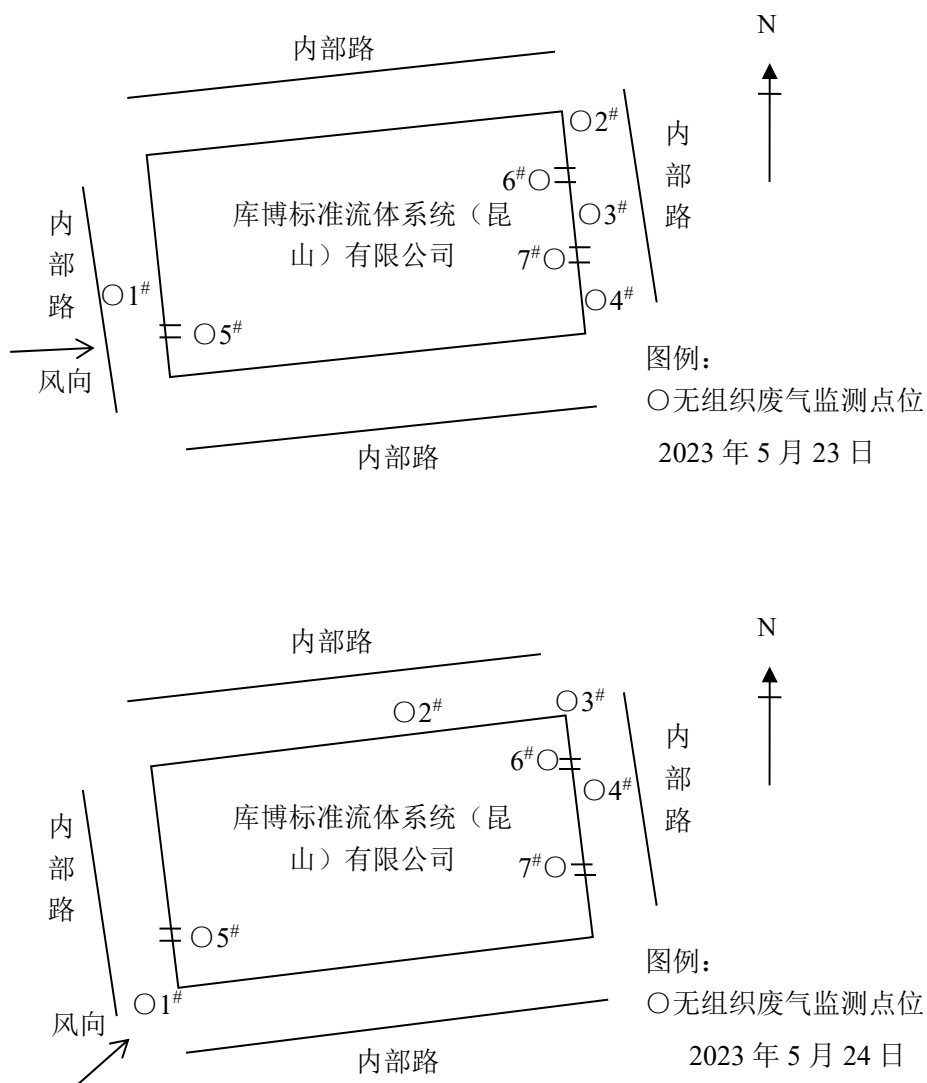 N
内部路
○2#
内部路
6#○
○3#
库博标准流体系统（昆
山）有限公司
7#○
内部路
○1#
○4#
○5#
风向
图例：
○无组织废气监测点位
内部路
2023 年 5 月 23 日
N
内部路
○2#
○3#
内部路
6#○
○4#
库博标准流体系统（昆
山）有限公司
7#○
内部路
○5#
○1#
风向
图例：
○无组织废气监测点位
内部路
2023 年 5 月 24 日